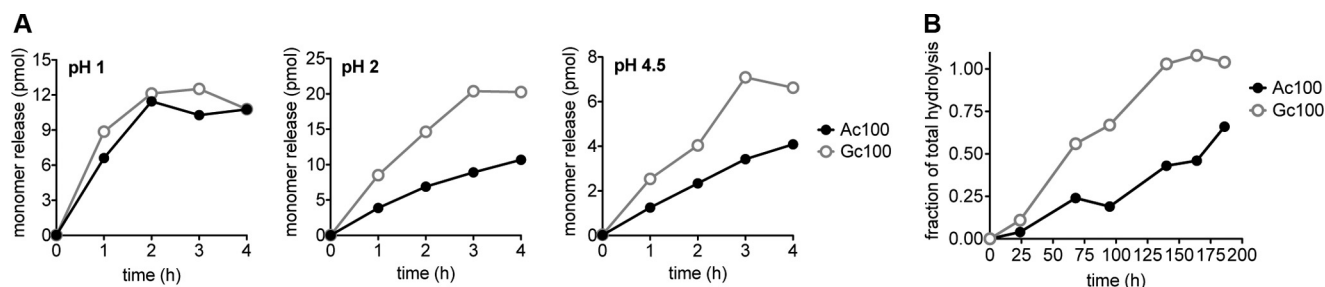 A
B
pH 1
monomer release (pmol)
15
12
9
6
3
0
0 1 2 3 4
time (h)
pH 2
monomer release (pmol)
25
20
15
10
5
0
0 1 2 3 4
time (h)
pH 4.5
monomer release (pmol)
8
6
4
2
0
0 1 2 3 4
time (h)
Ac100
Gc100
fraction of total hydrolysis
1.00
0.75
0.50
0.25
0.00
0 25 50 75 100 125 150 175 200
time (h)
Ac100
Gc100